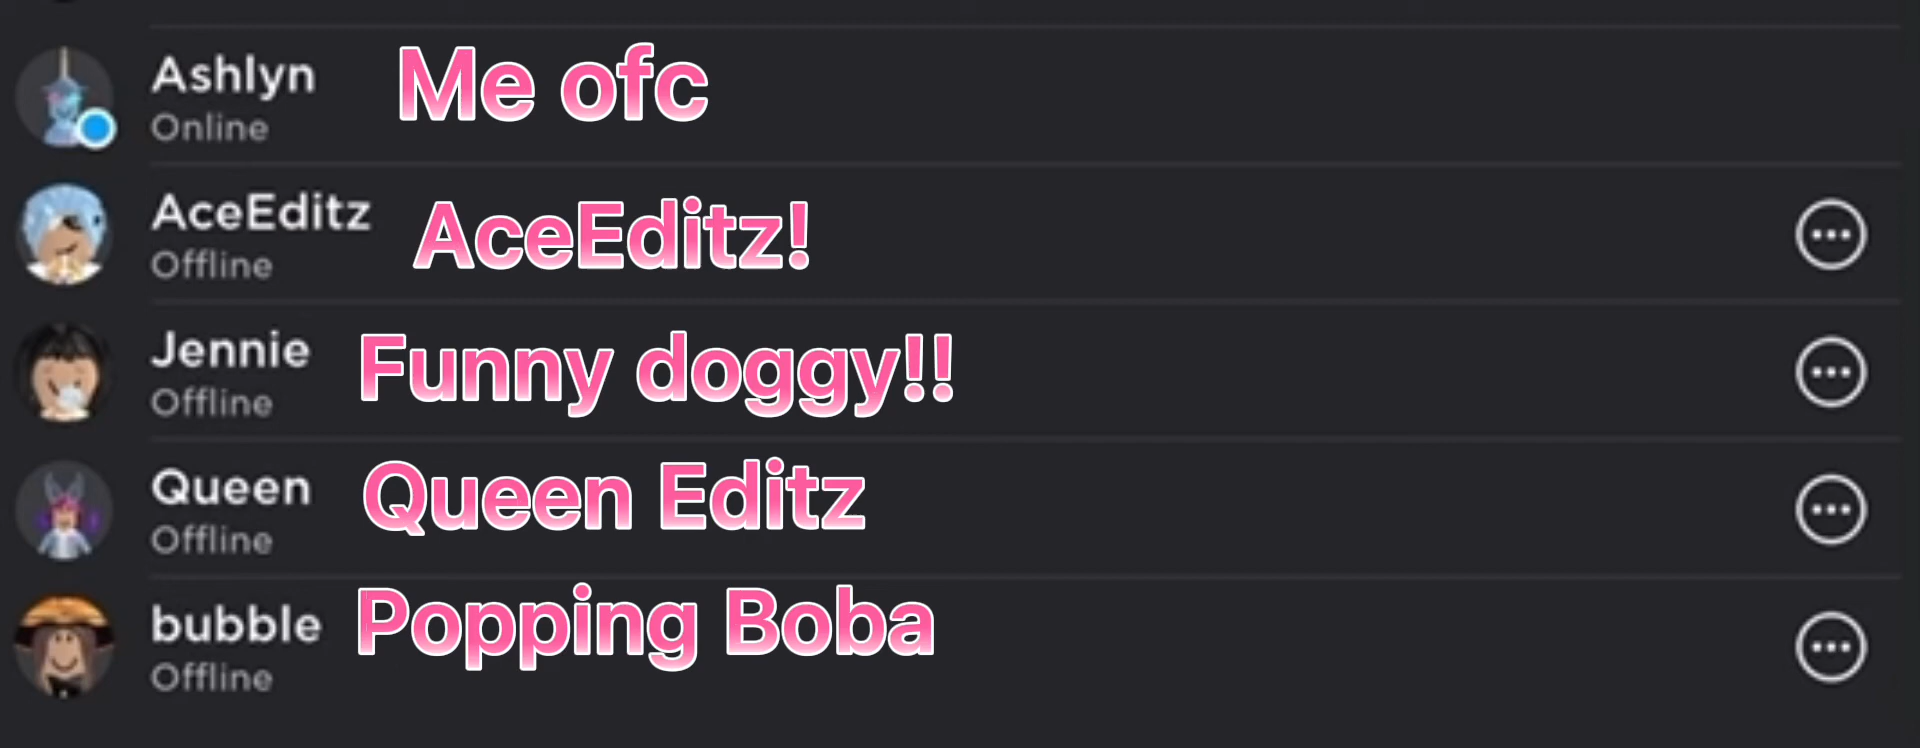 Ashlyn Me ofc
Online
AceEditz AceEditz!
Offline
Jennie Funny doggy!!
Offline
Queen Queen Editz
Offline
bubble Popping Boba
Offline